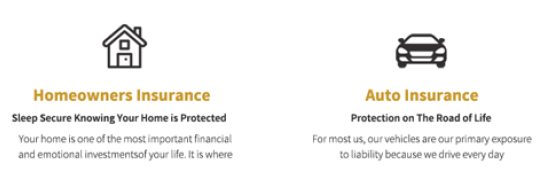 Homeowners Insurance
Sleep Secure Knowing Your Home is Protected
Your home is one of the most important financial
and emotional investmentsof your life. It is where
Auto Insurance
Protection on The Road of Life
For most us, our vehicles are our primary exposure
to liability because we drive every day